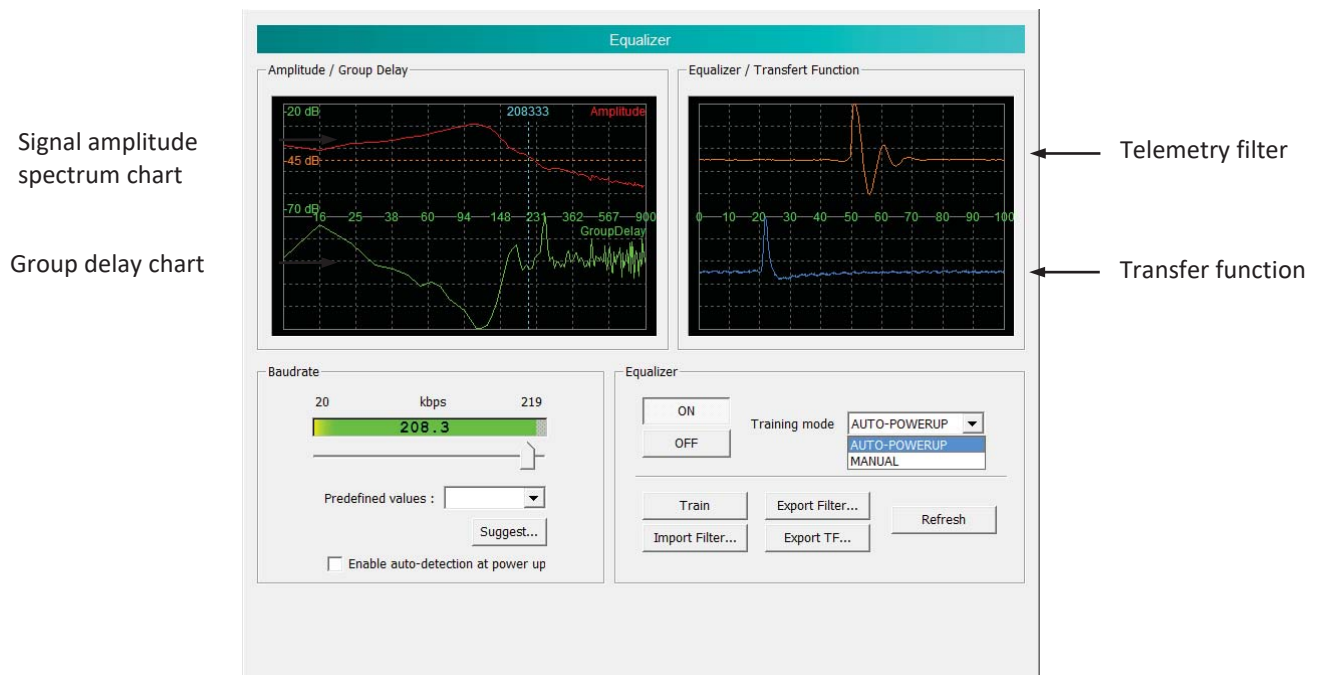 Equalizer
Amplitude / Group Delay
Equalizer / Transfert Function
-20 dB
208333
Amplitude
Signal amplitude
spectrum chart
-45 dB
Telemetry filter
-70 dB
16 25 38 60 94 148 231 362 567 900
0 10 20 30 40 50 60 70 80 90 100
GroupDelay
Group delay chart
Transfer function
Baudrate
20 kbps 219
208.3
Predefined values :
Suggest...
Enable auto-detection at power up
Equalizer
ON
OFF
Training mode
AUTO-POWERUP
AUTO-POWERUP
MANUAL
Train
Export Filter...
Refresh
Import Filter...
Export TF...